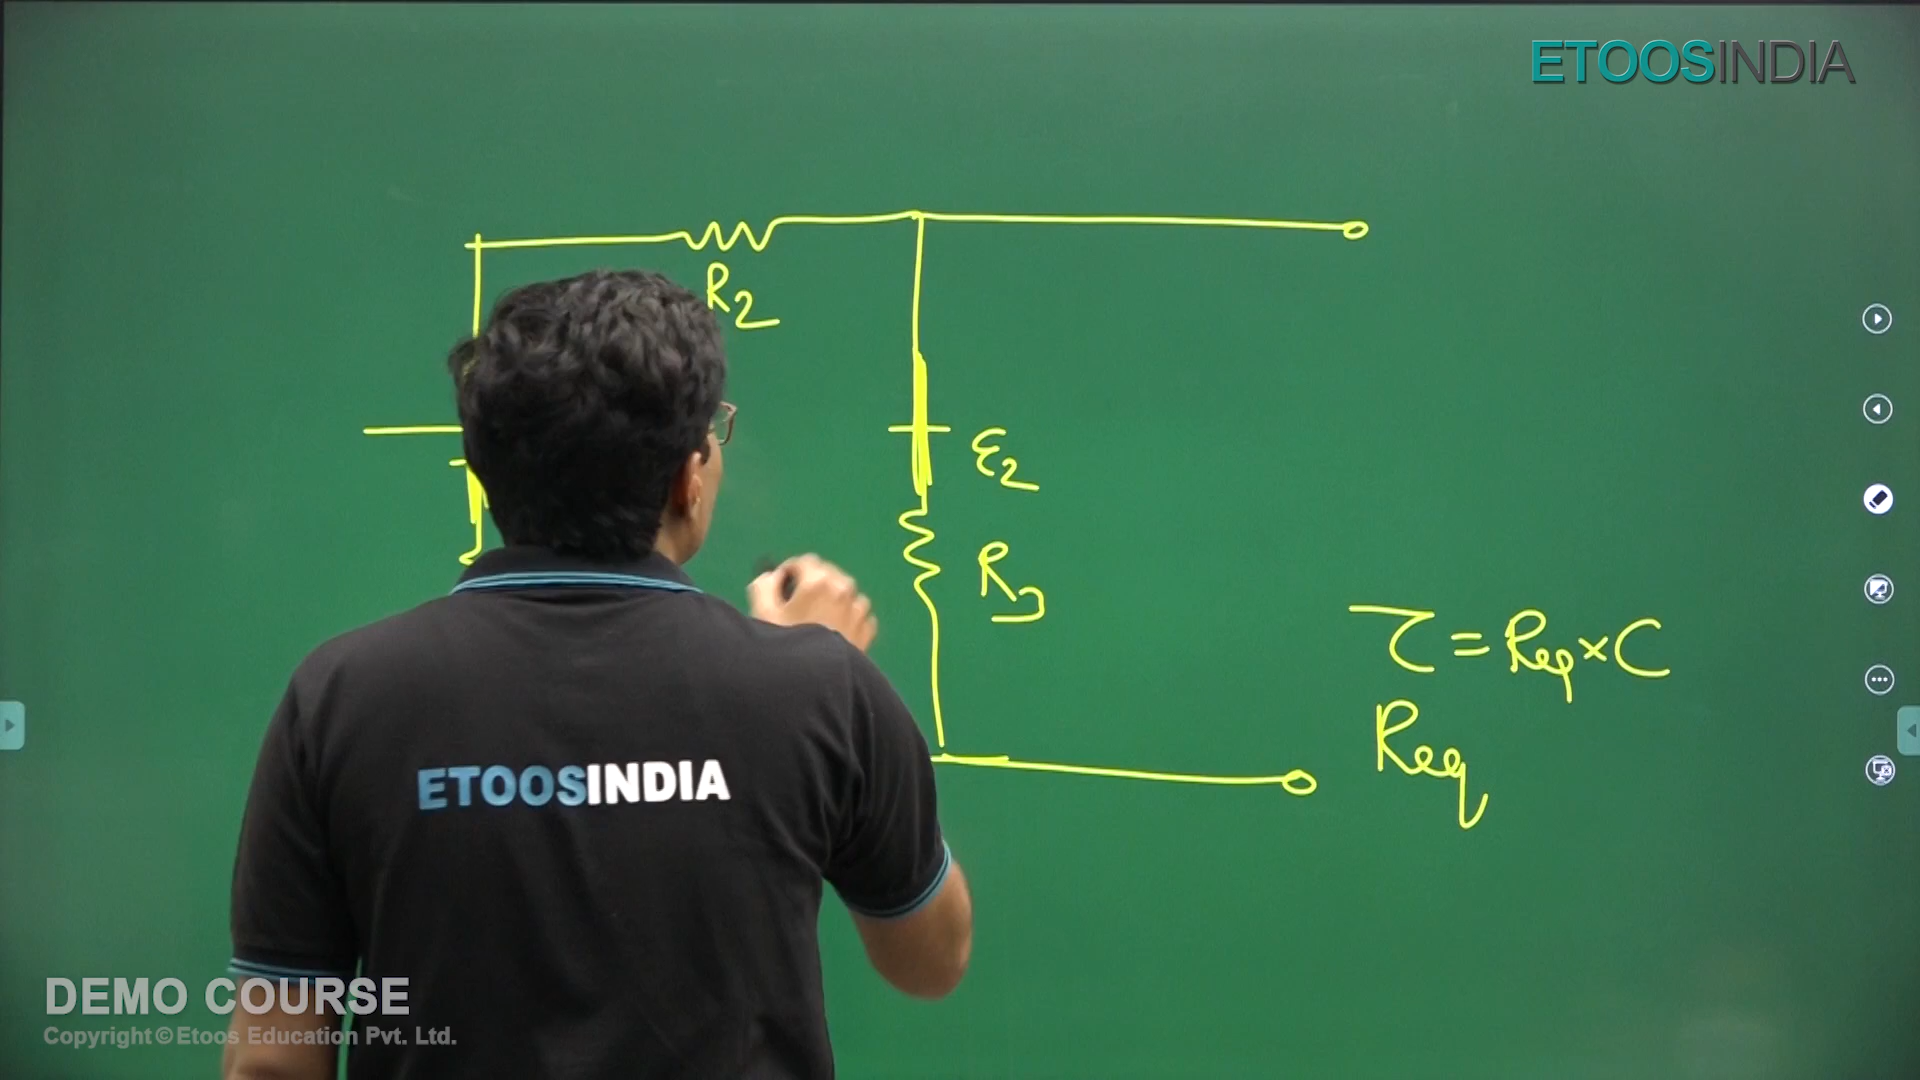 ETOOSINDIA
R2
ε2
R3
τ = Req × C
Req
ETOOSINDIA
DEMO COURSE
Copyright © Etoos Education Pvt. Ltd.